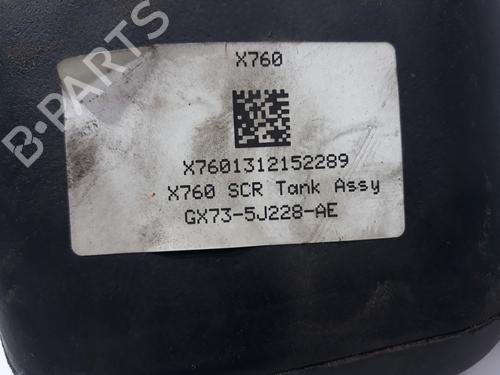 X760
X7601312152289
X760 SCR Tank Assy
GX73-5J228-AE
B-PARTS